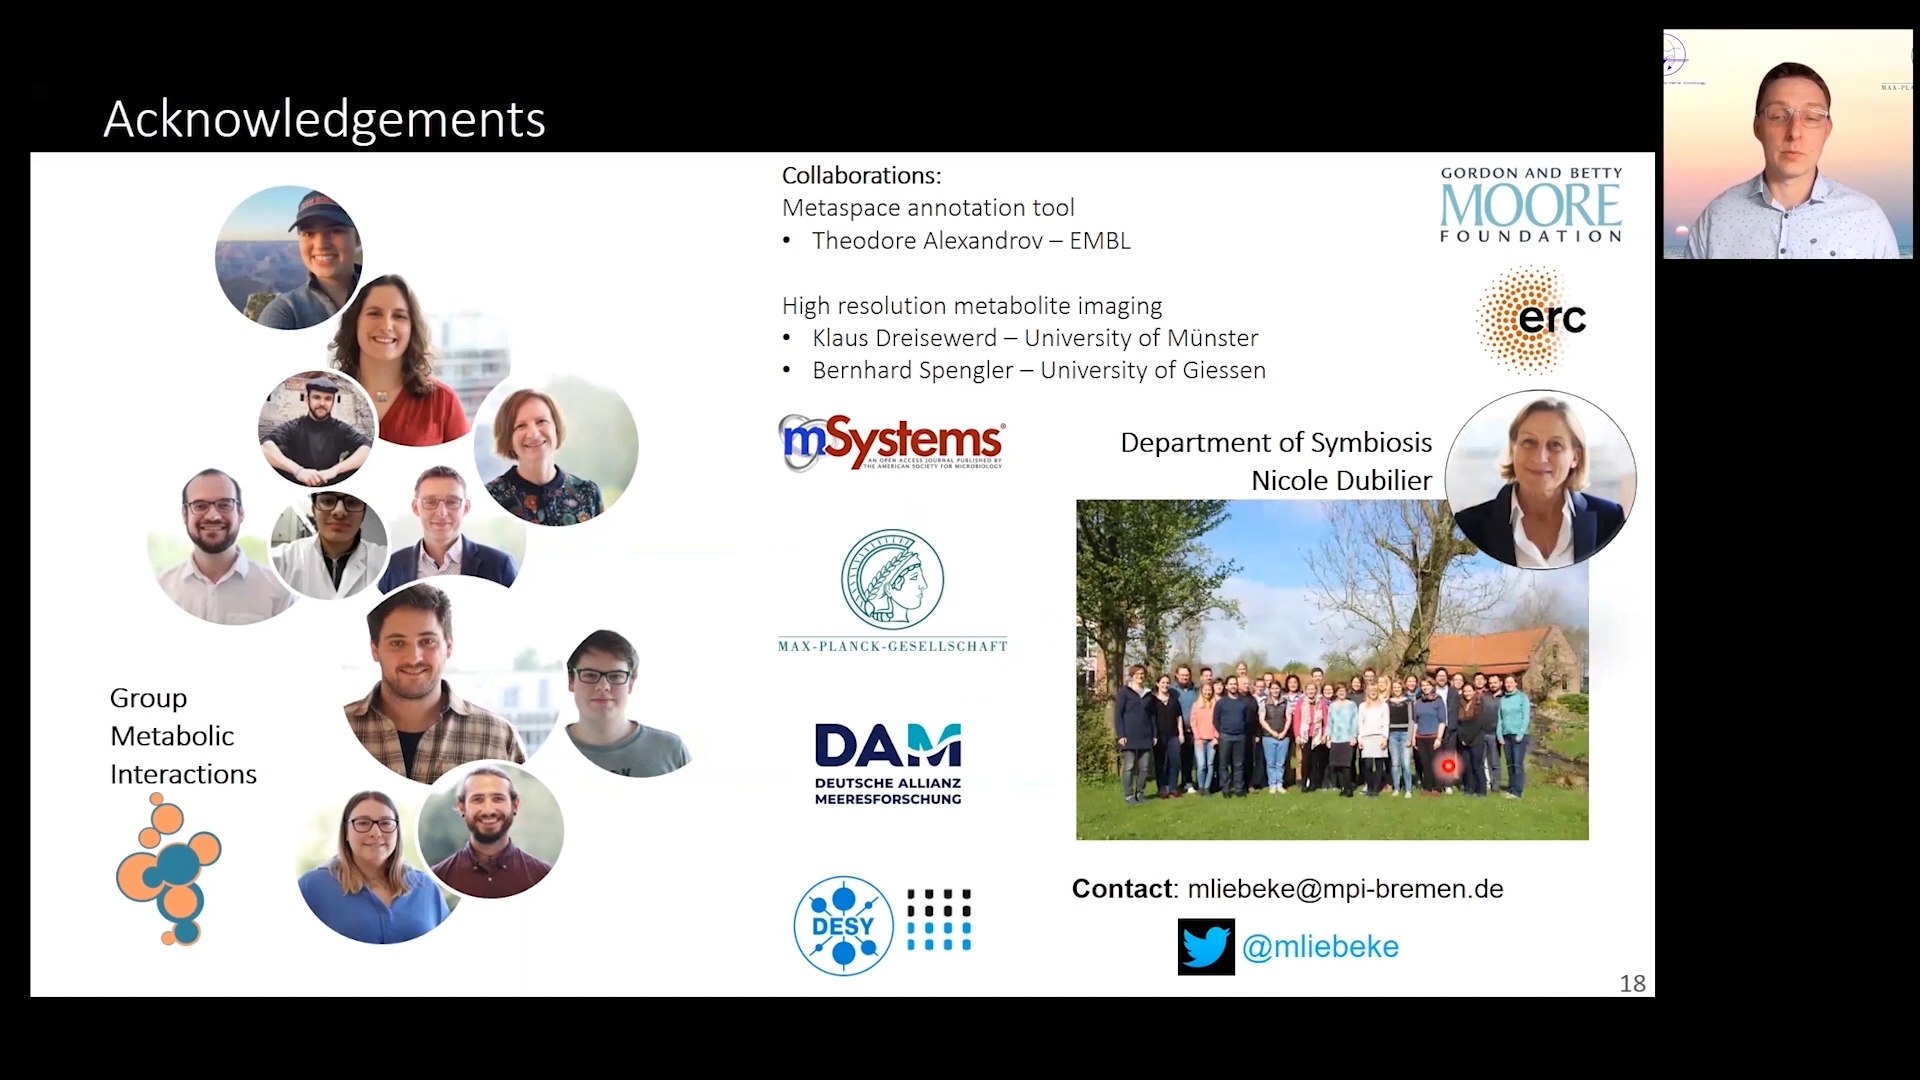 Acknowledgements
Collaborations:
Metaspace annotation tool
• Theodore Alexandrov – EMBL
High resolution metabolite imaging
• Klaus Dreisewerd – University of Münster
• Bernhard Spengler – University of Giessen
GORDON AND BETTY
MOORE
FOUNDATION
erc
mSystems®
AN OPEN ACCESS JOURNAL PUBLISHED BY
THE AMERICAN SOCIETY FOR MICROBIOLOGY
Department of Symbiosis
Nicole Dubilier
MAX-PLANCK-GESELLSCHAFT
Group
Metabolic
Interactions
DAM
DEUTSCHE ALLIANZ
MEERESFORSCHUNG
DESY
Contact: mliebeke@mpi-bremen.de
@mliebeke
18